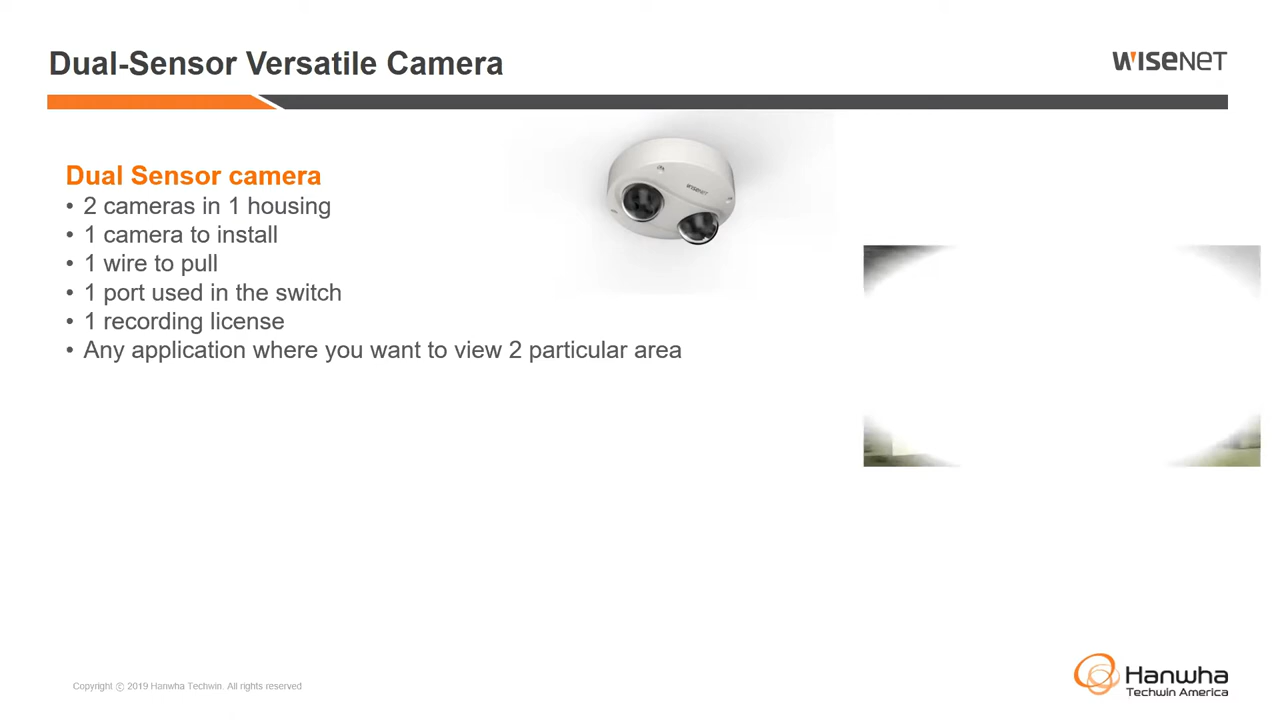 Dual-Sensor Versatile Camera
WISENET
Dual Sensor camera
• 2 cameras in 1 housing
• 1 camera to install
• 1 wire to pull
• 1 port used in the switch
• 1 recording license
• Any application where you want to view 2 particular area
WISENET
Copyright ⓒ 2019 Hanwha Techwin. All rights reserved
Hanwha
Techwin America